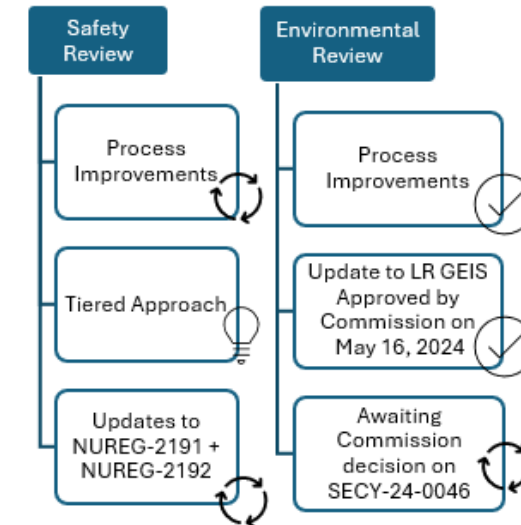 Safety
Review
Process
Improvements
Tiered Approach
Updates to
NUREG-2191 +
NUREG-2192
Environmental
Review
Process
Improvements
Update to LR GEIS
Approved by
Commission on
May 16, 2024
Awaiting
Commission
decision on
SECY-24-0046